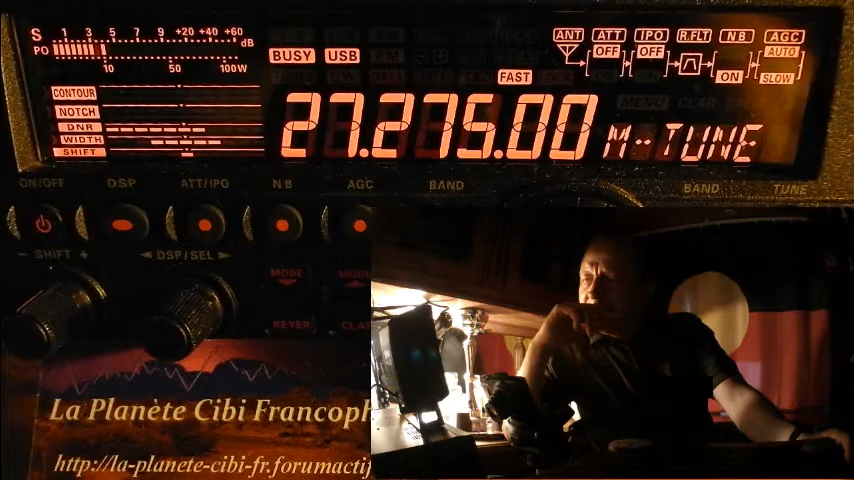 S 1 3 5 7 9 +20 +40 +60 dB
PO 10 50 100W
BUSY USB
ANT ATT IPO R.FLT NB AGC
OFF OFF AUTO
ON SLOW
FAST
CONTOUR
NOTCH
DNR
WIDTH
SHIFT
27.275.00 M-TUNE
ON/OFF DSP ATT/IPO NB AGC BAND BAND TUNE
- SHIFT + ◄ DSP/SEL ►
MODE
KEYER
La Planète Cibi Francoph
http://la-planete-cibi-fr.forumactif